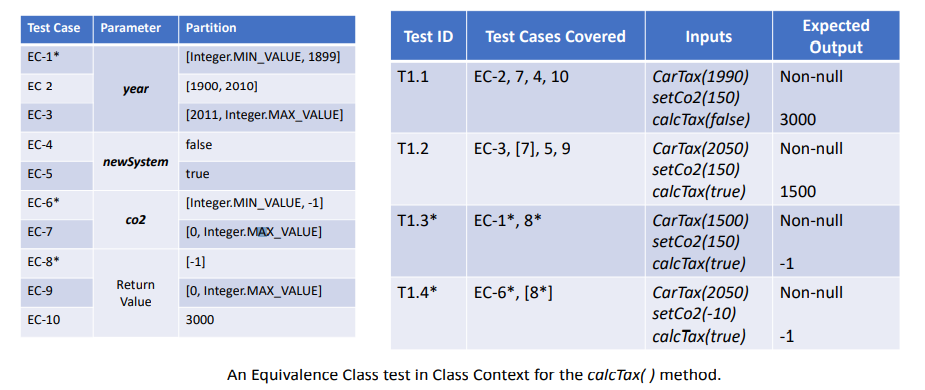 Test Case Parameter Partition
EC-1* year [Integer.MIN_VALUE, 1899]
EC 2 [1900, 2010]
EC-3 [2011, Integer.MAX_VALUE]
EC-4 newSystem false
EC-5 true
EC-6* co2 [Integer.MIN_VALUE, -1]
EC-7 [0, Integer.MAX_VALUE]
EC-8* Return Value [-1]
EC-9 [0, Integer.MAX_VALUE]
EC-10 3000
Test ID Test Cases Covered Inputs Expected Output
T1.1 EC-2, 7, 4, 10 CarTax(1990) Non-null
setCo2(150)
calcTax(false) 3000
T1.2 EC-3, [7], 5, 9 CarTax(2050) Non-null
setCo2(150)
calcTax(true) 1500
T1.3* EC-1*, 8* CarTax(1500) Non-null
setCo2(150)
calcTax(true) -1
T1.4* EC-6*, [8*] CarTax(2050) Non-null
setCo2(-10)
calcTax(true) -1
An Equivalence Class test in Class Context for the calcTax( ) method.